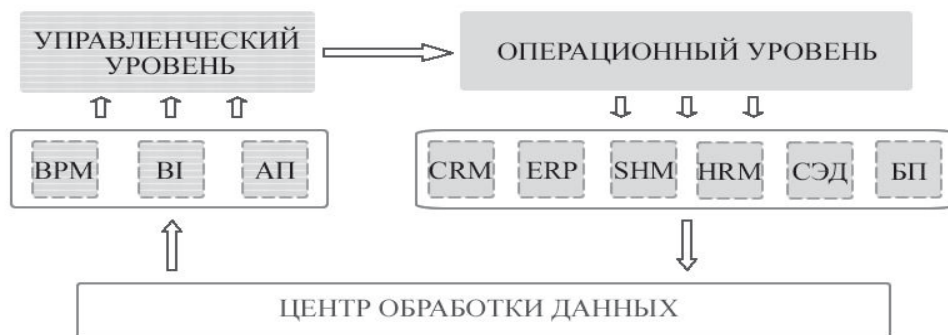 УПРАВЛЕНЧЕСКИЙ
УРОВЕНЬ
ОПЕРАЦИОННЫЙ УРОВЕНЬ
BPM BI АП
CRM ERP SHM HRM СЭД БП
ЦЕНТР ОБРАБОТКИ ДАННЫХ